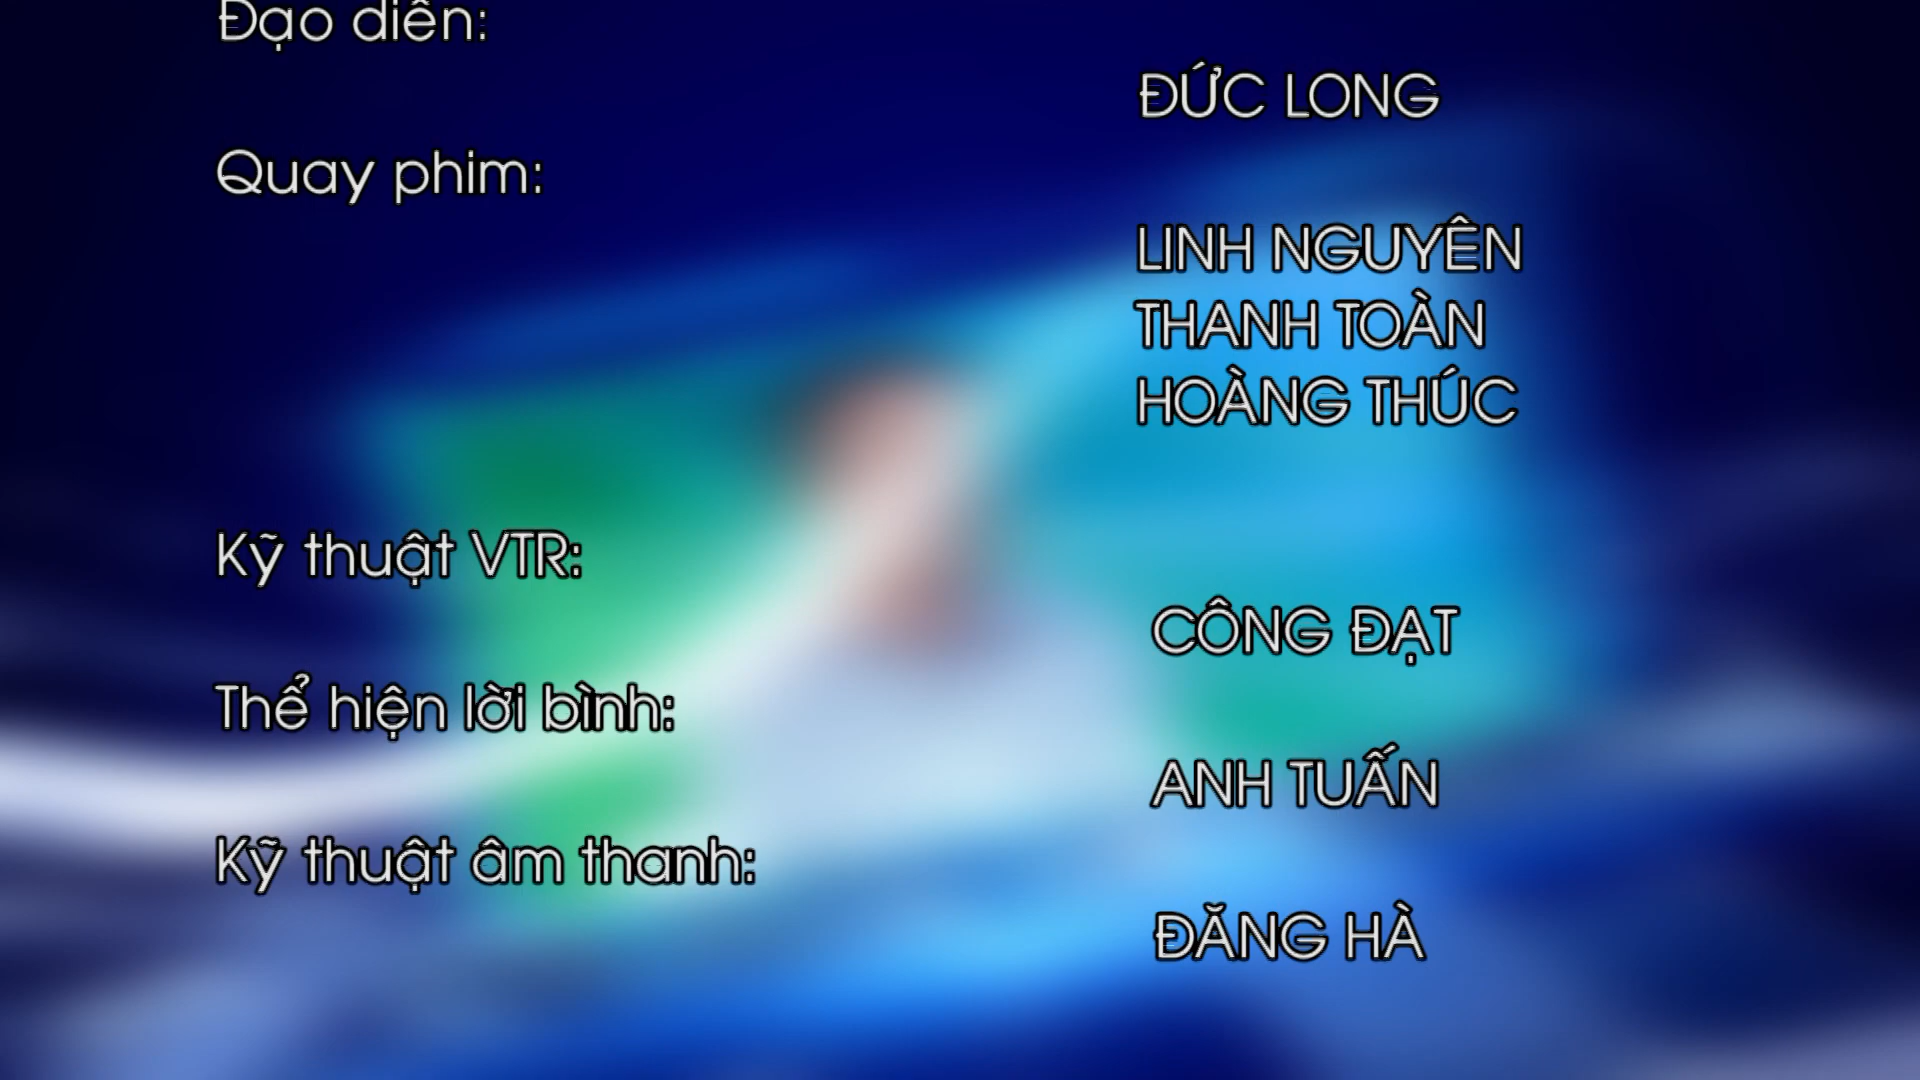 Đạo diễn:
ĐỨC LONG
Quay phim:
LINH NGUYÊN
THANH TOÀN
HOÀNG THÚC
Kỹ thuật VTR:
CÔNG ĐẠT
Thể hiện lời bình:
ANH TUẤN
Kỹ thuật âm thanh:
ĐĂNG HÀ